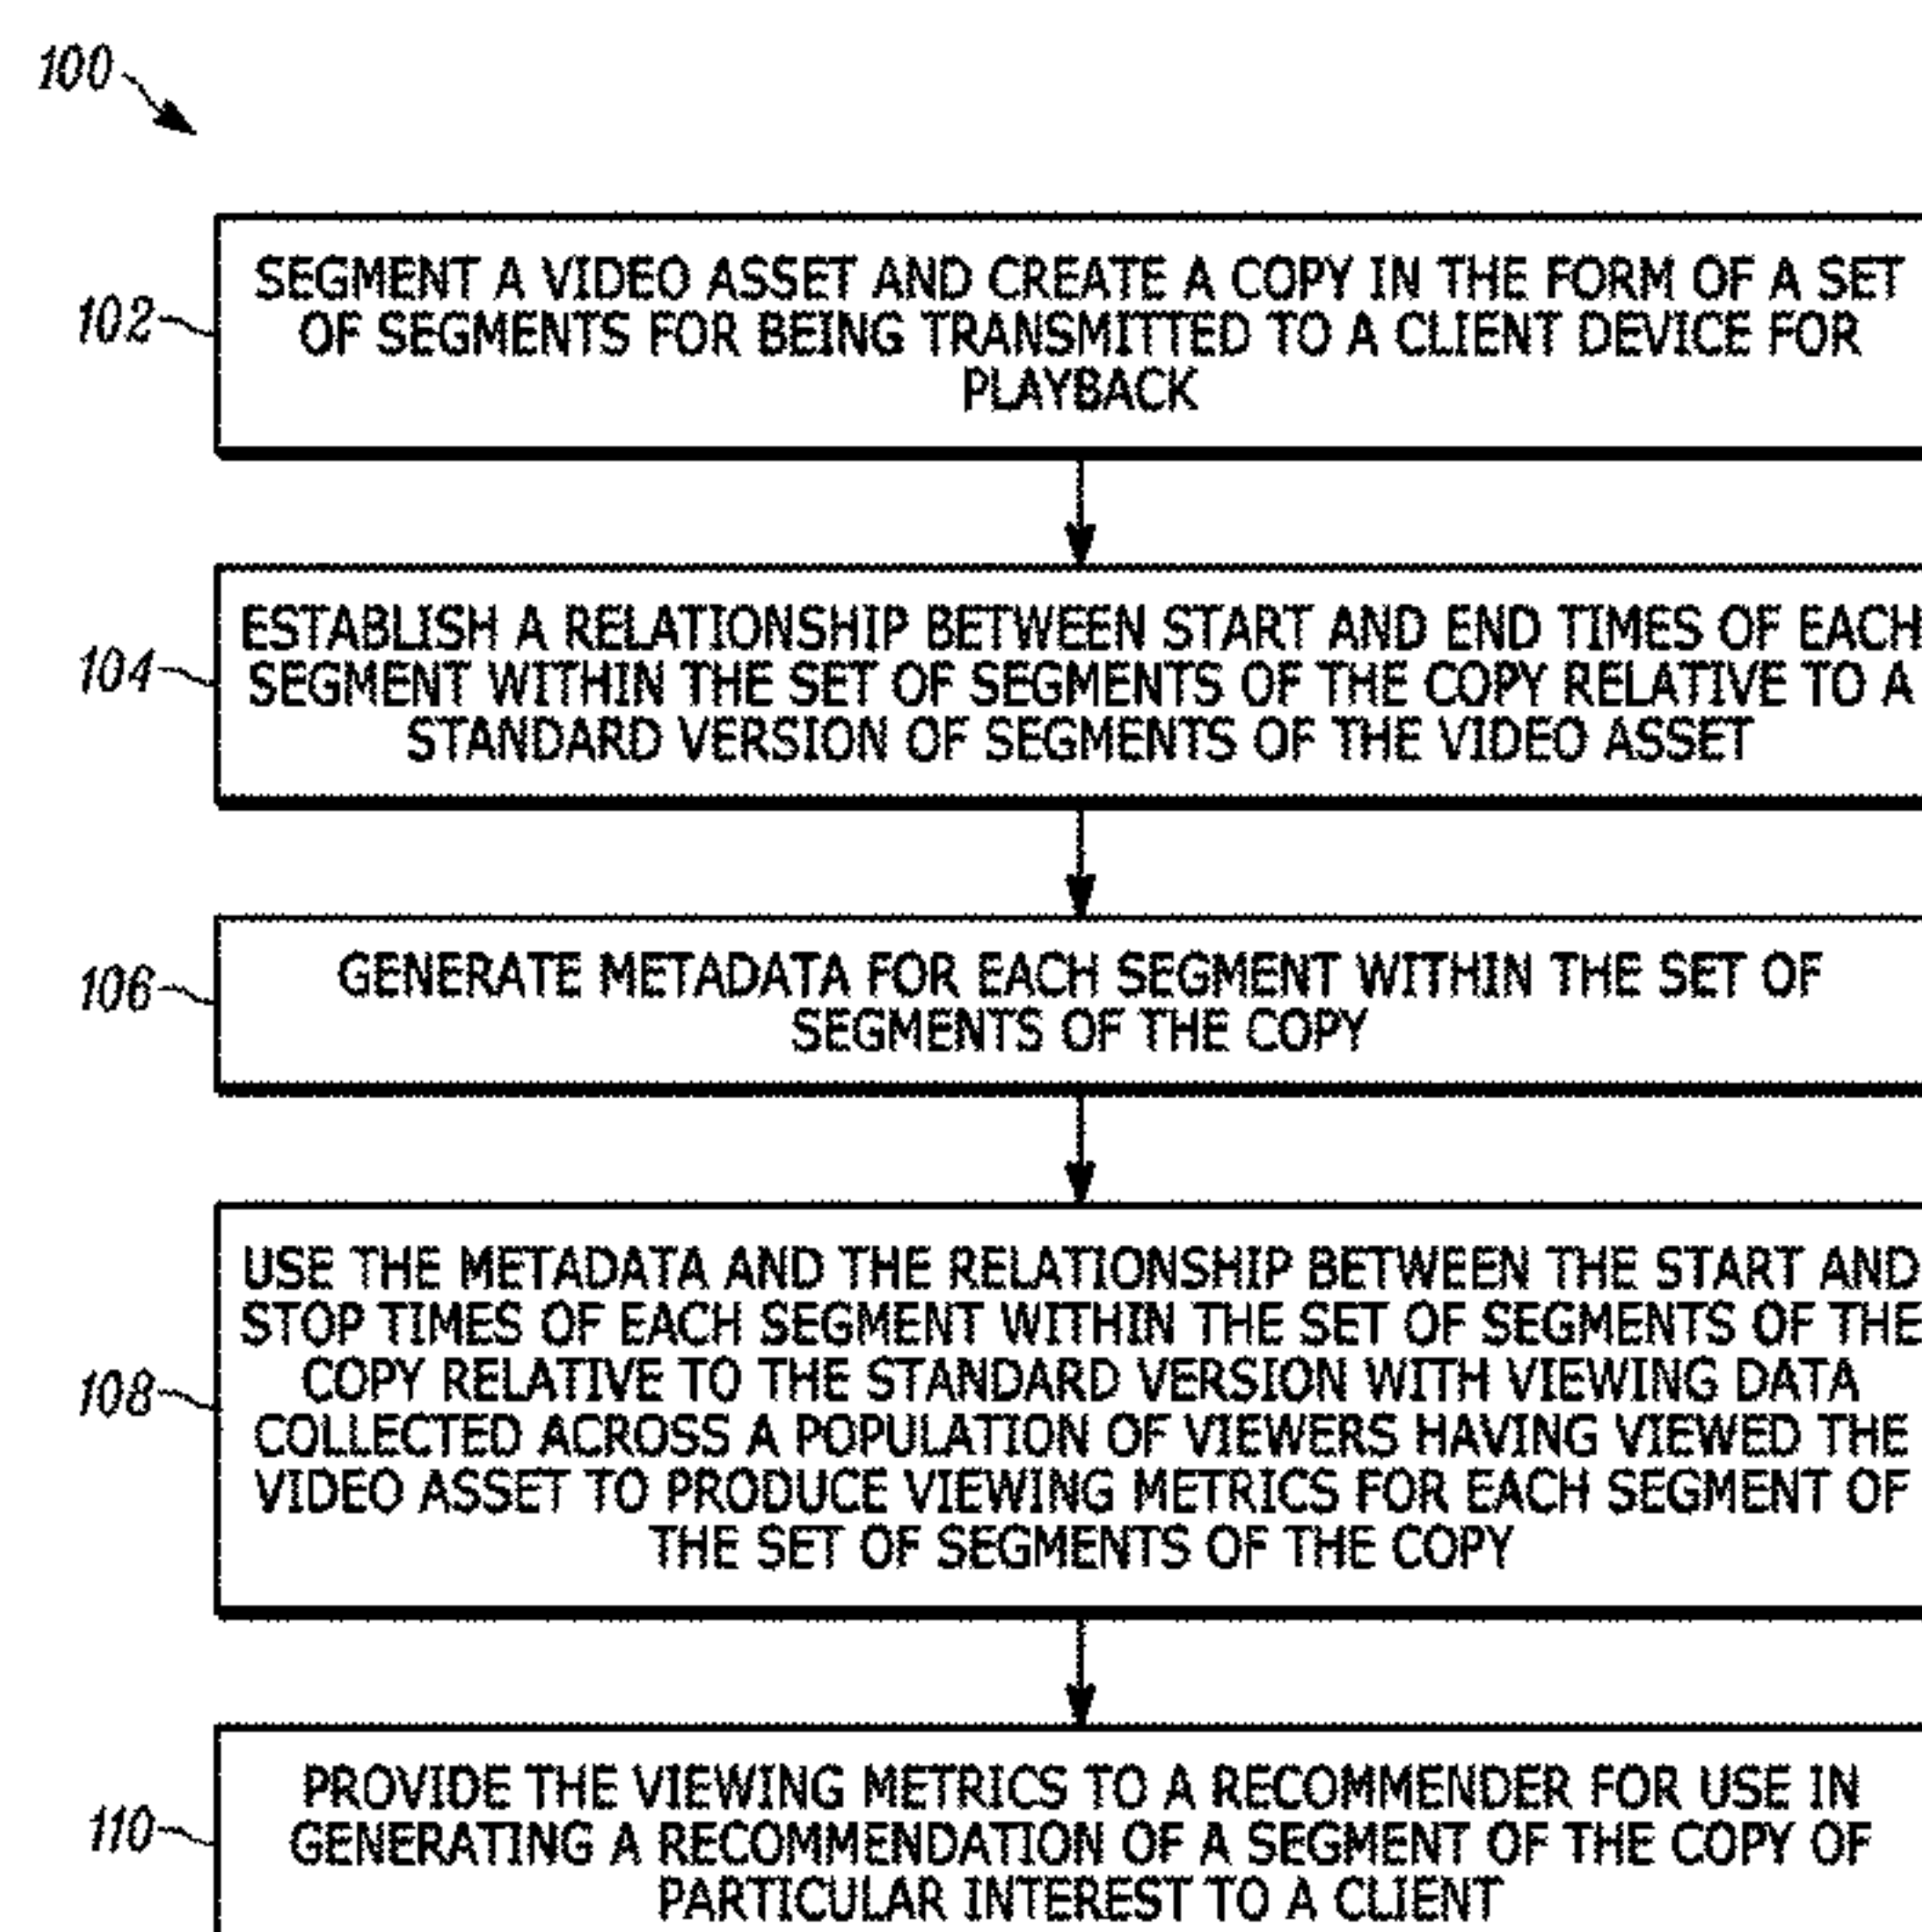 100
102
SEGMENT A VIDEO ASSET AND CREATE A COPY IN THE FORM OF A SET
OF SEGMENTS FOR BEING TRANSMITTED TO A CLIENT DEVICE FOR
PLAYBACK
104
ESTABLISH A RELATIONSHIP BETWEEN START AND END TIMES OF EACH
SEGMENT WITHIN THE SET OF SEGMENTS OF THE COPY RELATIVE TO A
STANDARD VERSION OF SEGMENTS OF THE VIDEO ASSET
106
GENERATE METADATA FOR EACH SEGMENT WITHIN THE SET OF
SEGMENTS OF THE COPY
108
USE THE METADATA AND THE RELATIONSHIP BETWEEN THE START AND
STOP TIMES OF EACH SEGMENT WITHIN THE SET OF SEGMENTS OF THE
COPY RELATIVE TO THE STANDARD VERSION WITH VIEWING DATA
COLLECTED ACROSS A POPULATION OF VIEWERS HAVING VIEWED THE
VIDEO ASSET TO PRODUCE VIEWING METRICS FOR EACH SEGMENT OF
THE SET OF SEGMENTS OF THE COPY
110
PROVIDE THE VIEWING METRICS TO A RECOMMENDER FOR USE IN
GENERATING A RECOMMENDATION OF A SEGMENT OF THE COPY OF
PARTICULAR INTEREST TO A CLIENT